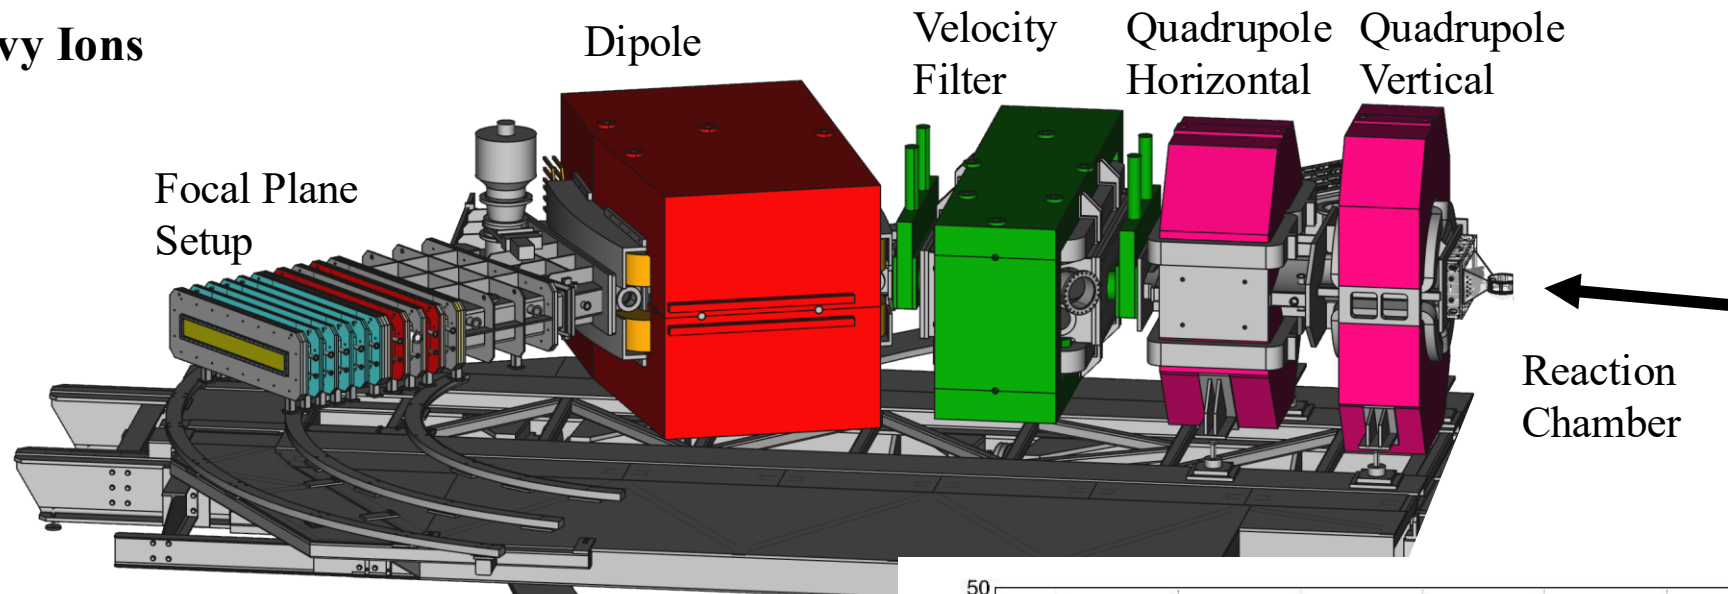 vy Ions
Dipole
Velocity
Filter
Quadrupole
Horizontal
Quadrupole
Vertical
Focal Plane
Setup
Reaction
Chamber
50